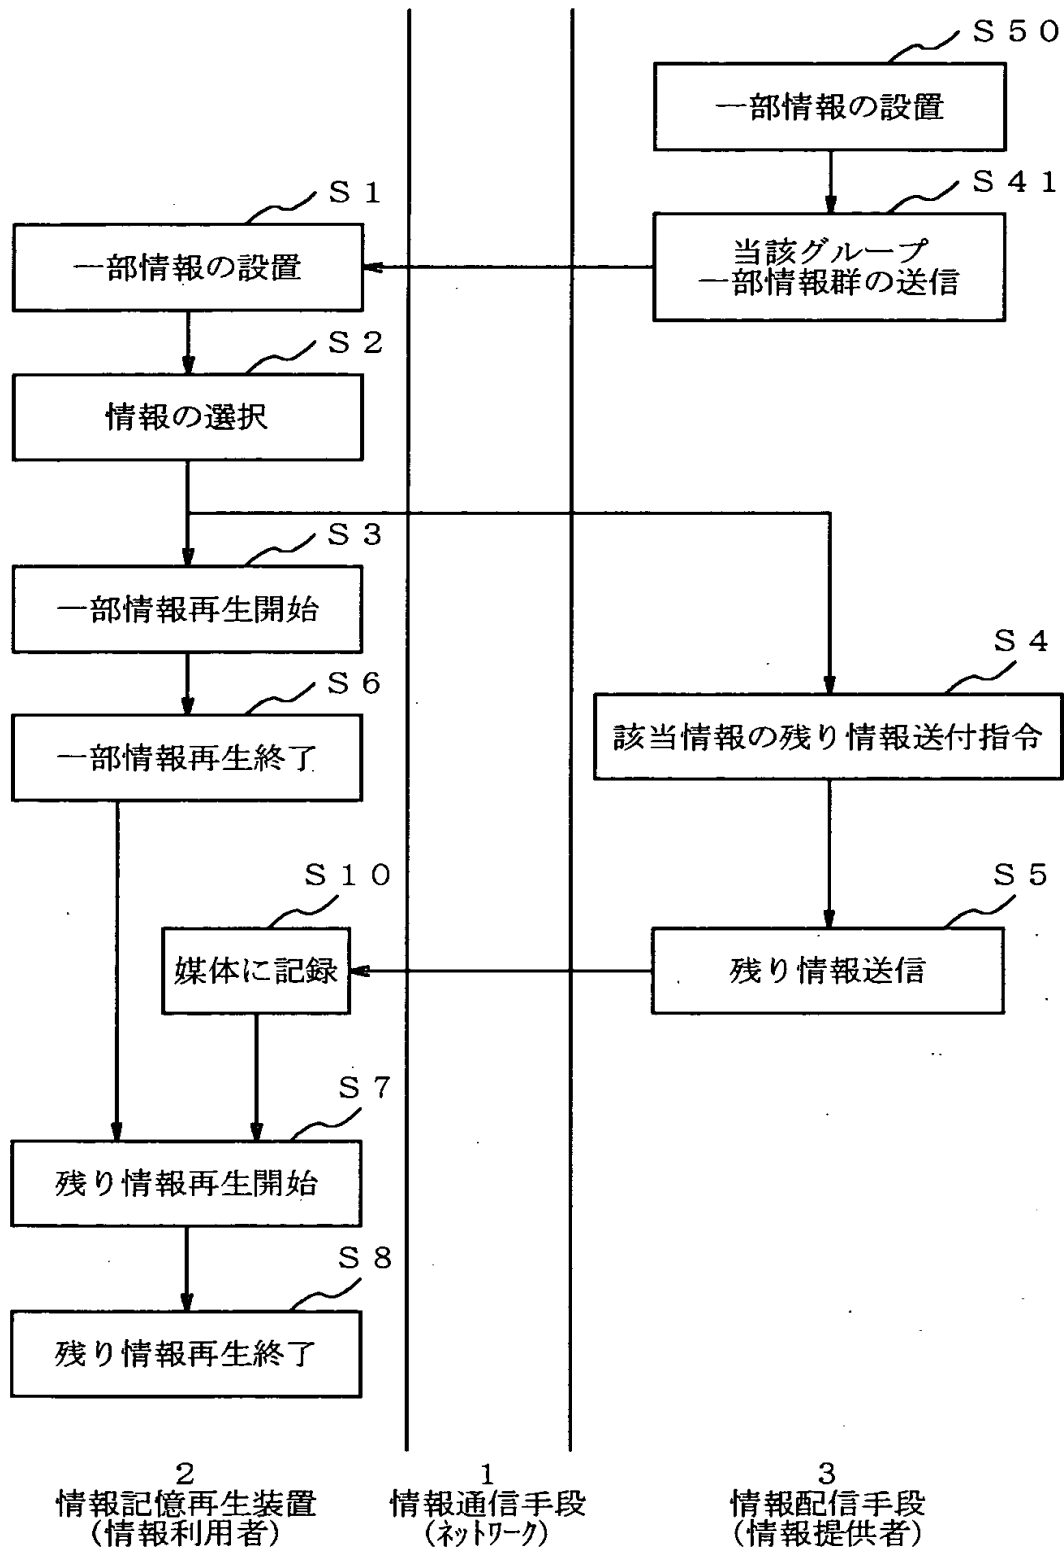 S50
一部情報の設置
S41
当該グループ
一部情報群の送信
S1
一部情報の設置
S2
情報の選択
S3
一部情報再生開始
S4
該当情報の残り情報送付指令
S6
一部情報再生終了
S5
残り情報送信
S10
媒体に記録
S7
残り情報再生開始
S8
残り情報再生終了
2
情報記憶再生装置
(情報利用者)
1
情報通信手段
(ネットワーク)
3
情報配信手段
(情報提供者)